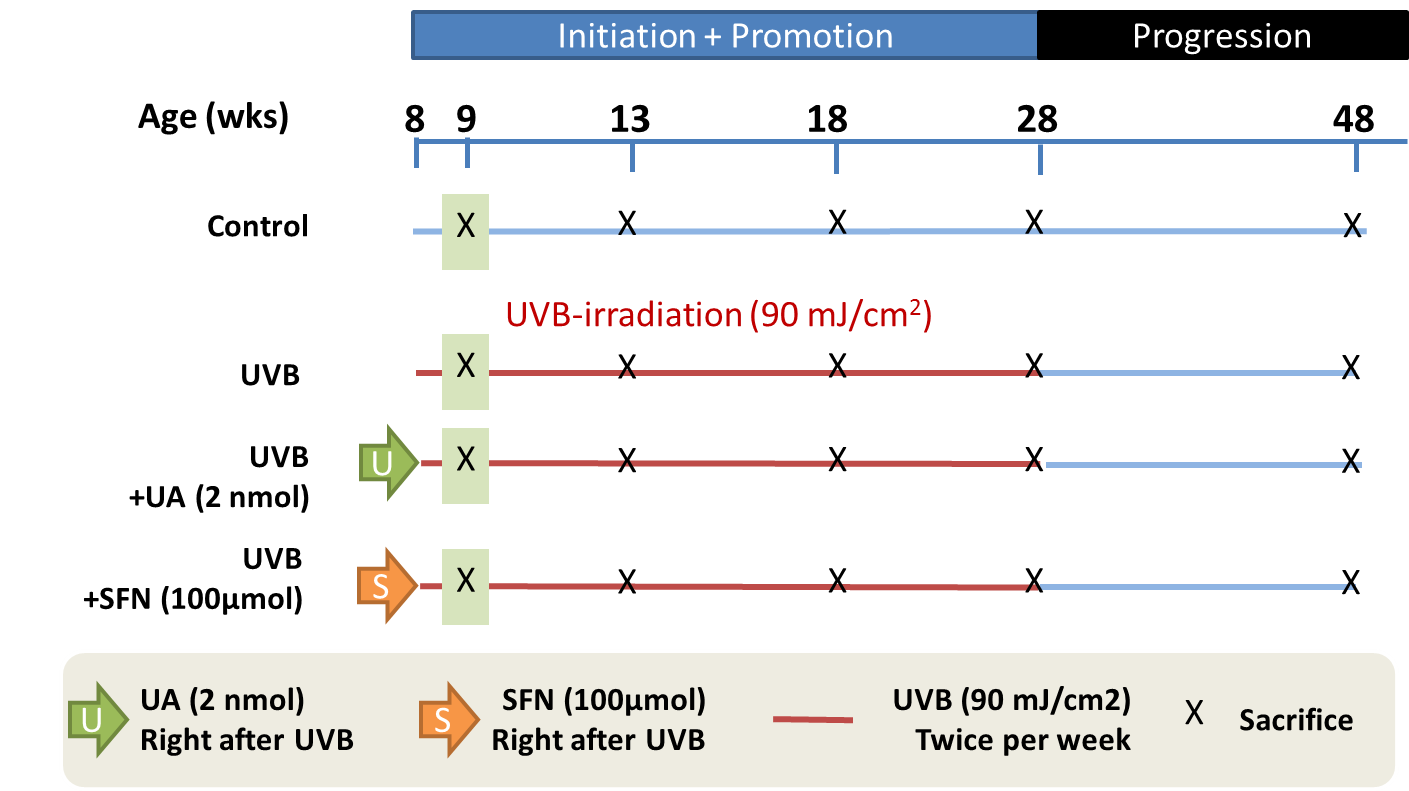 Initiation + Promotion Progression
Age (wks) 8 9 13 18 28 48
Control X X X X X
UVB-irradiation (90 mJ/cm²)
UVB X X X X X
UVB U X X X X X
+UA (2 nmol)
UVB
+SFN (100µmol) S X X X X X
U UA (2 nmol)
Right after UVB
S SFN (100µmol)
Right after UVB
UVB (90 mJ/cm2)
Twice per week
X Sacrifice